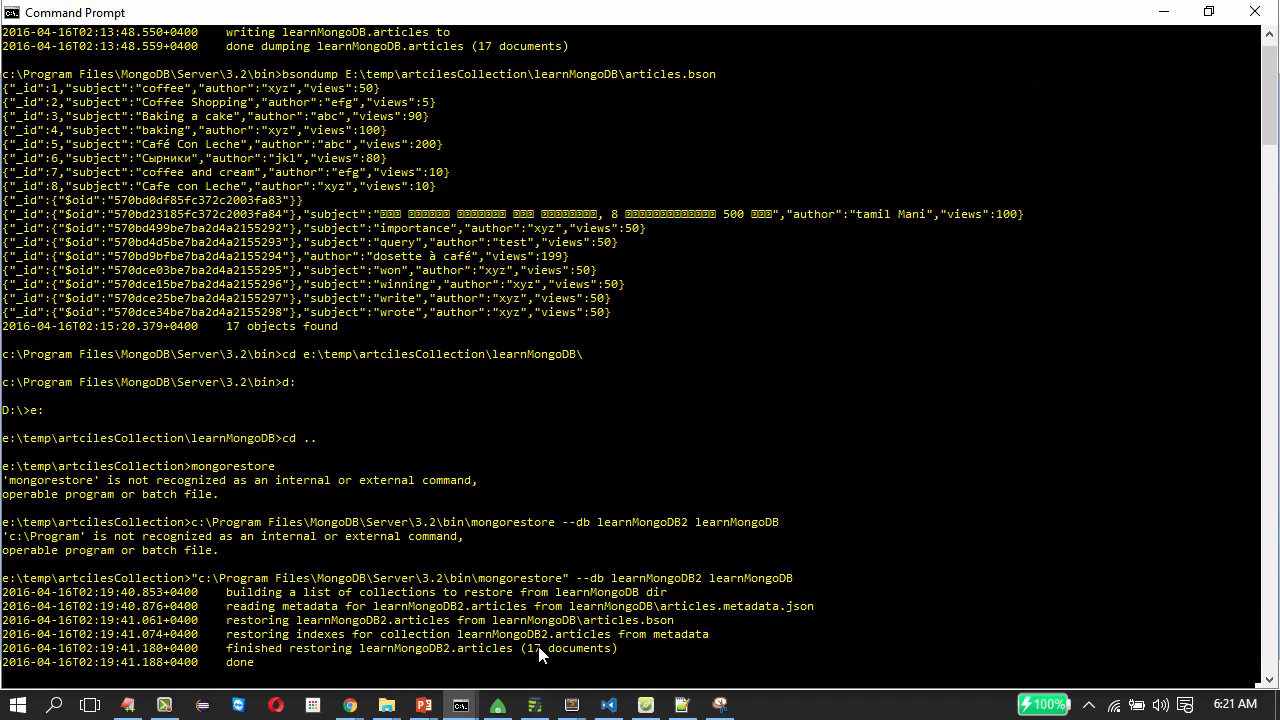 Command Prompt
2016-04-16T02:13:48.550+0400    writing learnMongoDB.articles to
2016-04-16T02:13:48.559+0400    done dumping learnMongoDB.articles (17 documents)
c:\Program Files\MongoDB\Server\3.2\bin>bsondump E:\temp\artcilesCollection\learnMongoDB\articles.bson
{"_id":1,"subject":"coffee","author":"xyz","views":50}
{"_id":2,"subject":"Coffee Shopping","author":"efg","views":5}
{"_id":3,"subject":"Baking a cake","author":"abc","views":90}
{"_id":4,"subject":"baking","author":"xyz","views":100}
{"_id":5,"subject":"Café Con Leche","author":"abc","views":200}
{"_id":6,"subject":"Сырники","author":"jkl","views":80}
{"_id":7,"subject":"coffee and cream","author":"efg","views":10}
{"_id":8,"subject":"Cafe con Leche","author":"xyz","views":10}
{"_id":{"$oid":"570bd0df85fc372c2003fa83"}}
{"_id":{"$oid":"570bd23185fc372c2003fa84"},"subject":" , 8 500 ","author":"tamil Mani","views":100}
{"_id":{"$oid":"570bd499be7ba2d4a2155292"},"subject":"importance","author":"xyz","views":50}
{"_id":{"$oid":"570bd4d5be7ba2d4a2155293"},"subject":"query","author":"test","views":50}
{"_id":{"$oid":"570bd9bfbe7ba2d4a2155294"},"author":"dosette à café","views":199}
{"_id":{"$oid":"570dce03be7ba2d4a2155295"},"subject":"won","author":"xyz","views":50}
{"_id":{"$oid":"570dce15be7ba2d4a2155296"},"subject":"winning","author":"xyz","views":50}
{"_id":{"$oid":"570dce25be7ba2d4a2155297"},"subject":"write","author":"xyz","views":50}
{"_id":{"$oid":"570dce34be7ba2d4a2155298"},"subject":"wrote","author":"xyz","views":50}
2016-04-16T02:15:20.379+0400    17 objects found
c:\Program Files\MongoDB\Server\3.2\bin>cd e:\temp\artcilesCollection\learnMongoDB\
c:\Program Files\MongoDB\Server\3.2\bin>d:
D:\>e:
e:\temp\artcilesCollection\learnMongoDB>cd ..
e:\temp\artcilesCollection>mongorestore
'mongorestore' is not recognized as an internal or external command,
operable program or batch file.
e:\temp\artcilesCollection>c:\Program Files\MongoDB\Server\3.2\bin\mongorestore --db learnMongoDB2 learnMongoDB
'c:\Program' is not recognized as an internal or external command,
operable program or batch file.
e:\temp\artcilesCollection>"c:\Program Files\MongoDB\Server\3.2\bin\mongorestore" --db learnMongoDB2 learnMongoDB
2016-04-16T02:19:40.853+0400    building a list of collections to restore from learnMongoDB dir
2016-04-16T02:19:40.876+0400    reading metadata for learnMongoDB2.articles from learnMongoDB\articles.metadata.json
2016-04-16T02:19:41.061+0400    restoring learnMongoDB2.articles from learnMongoDB\articles.bson
2016-04-16T02:19:41.074+0400    restoring indexes for collection learnMongoDB2.articles from metadata
2016-04-16T02:19:41.180+0400    finished restoring learnMongoDB2.articles (17 documents)
2016-04-16T02:19:41.188+0400    done
100%
6:21 AM